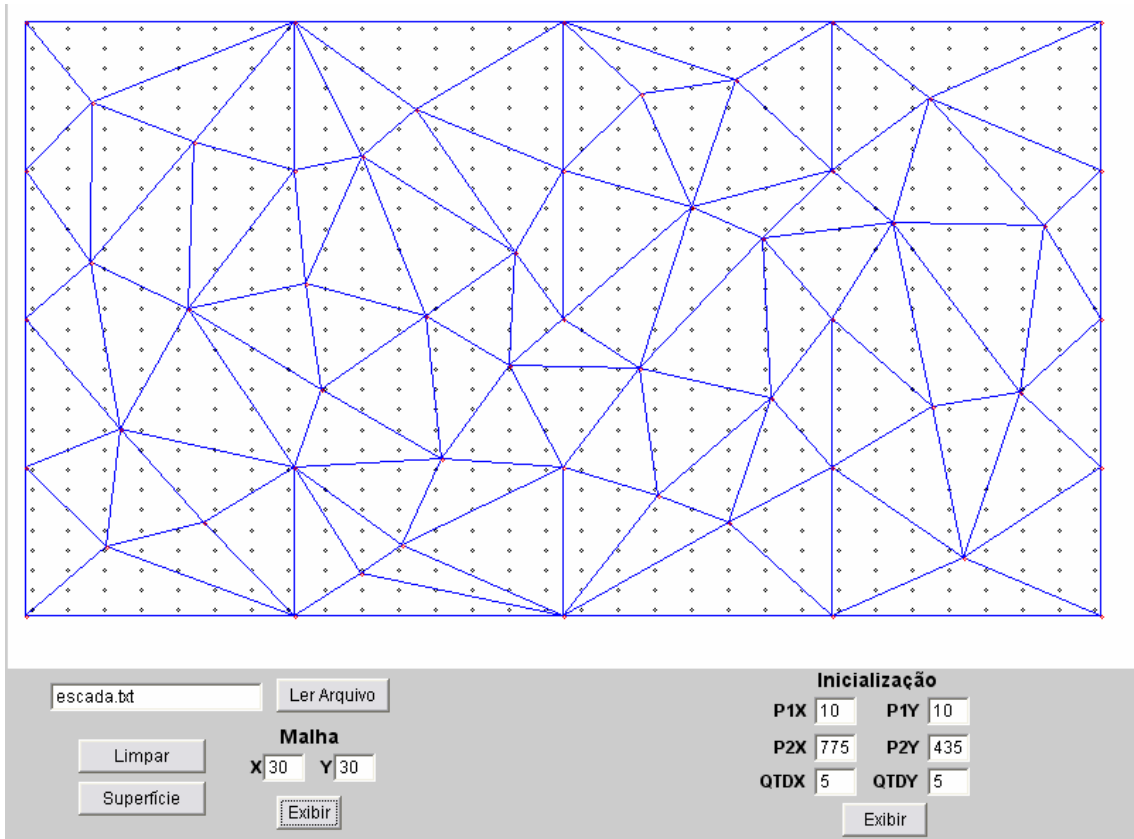 escada.txt Ler Arquivo
Limpar
Superfície
Malha
X 30 Y 30
Exibir
Inicialização
P1X 10 P1Y 10
P2X 775 P2Y 435
QTDX 5 QTDY 5
Exibir